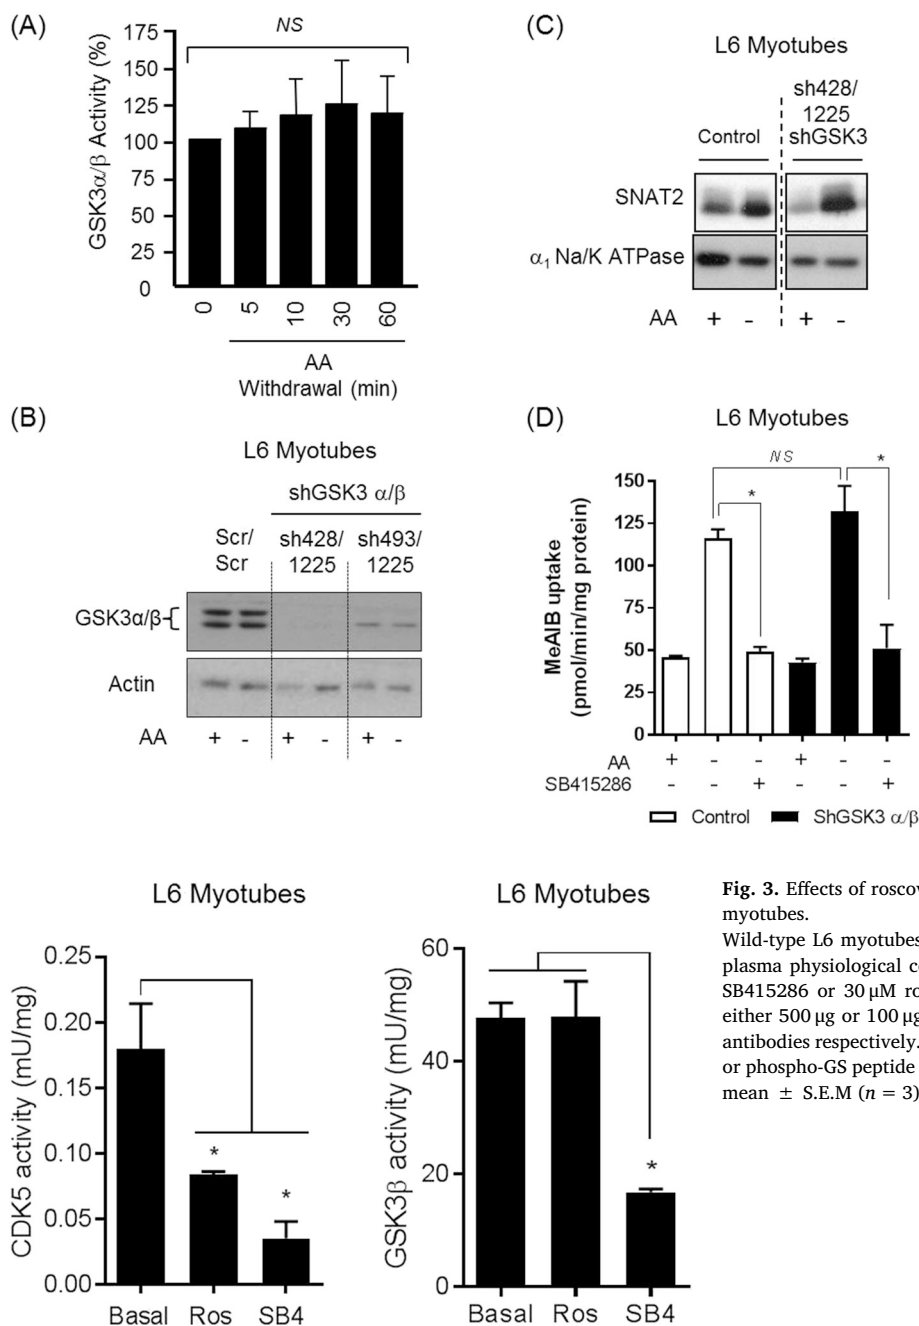 (A)
NS
GSK3α/β Activity (%)
175
150
125
100
75
50
25
0
0
5
10
30
60
AA
Withdrawal (min)
(B)
L6 Myotubes
shGSK3 α/β
Scr/
Scr
sh428/
1225
sh493/
1225
GSK3α/β
Actin
AA + - + - + -
(C)
L6 Myotubes
Control
sh428/
1225
shGSK3
SNAT2
α1 Na/K ATPase
AA + - + -
(D)
L6 Myotubes
NS
*
*
MeAIB uptake
(pmol/min/mg protein)
150
125
100
75
50
25
0
AA + - - + - -
SB415286 - - + - - +
Control ShGSK3 α/β
L6 Myotubes
CDK5 activity (mU/mg)
0.25
0.20
0.15
0.10
0.05
0.00
*
*
Basal Ros SB4
L6 Myotubes
GSK3β activity (mU/mg)
60
40
20
0
*
Basal Ros SB4
Fig. 3. Effects of roscov
myotubes.
Wild-type L6 myotubes
plasma physiological co
SB415286 or 30 μM ro
either 500 μg or 100 μg
antibodies respectively.
or phospho-GS peptide
mean ± S.E.M (n = 3)